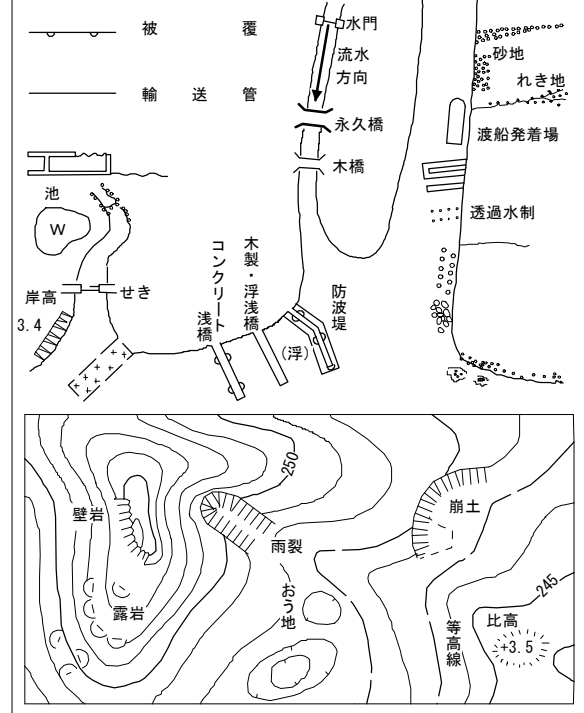 被覆
輸送管
水門
流水
方向
永久橋
木橋
砂地
れき地
渡船発着場
透過水制
池
W
岸高
3.4
せき
コンクリート
浅橋
木製・浮浅橋
防波堤
(浮)
250
壁岩
露岩
雨裂
おう地
崩土
等高線
245
比高
+3.5